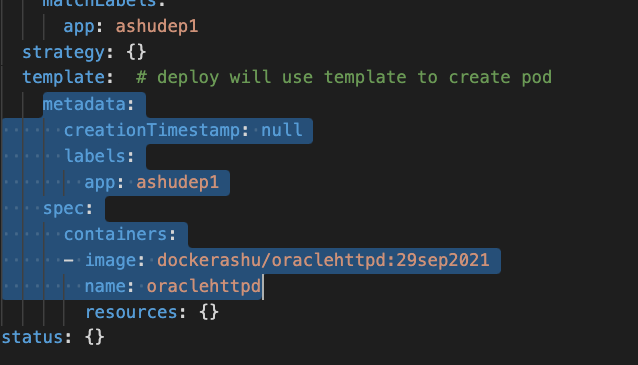 matchLabels:
app: ashudep1
strategy: {}
template:  # deploy will use template to create pod
metadata:
creationTimestamp: null
labels:
app: ashudep1
spec:
containers:
- image: dockerashu/oraclehttpd:29sep2021
name: oraclehttpd
resources: {}
status: {}